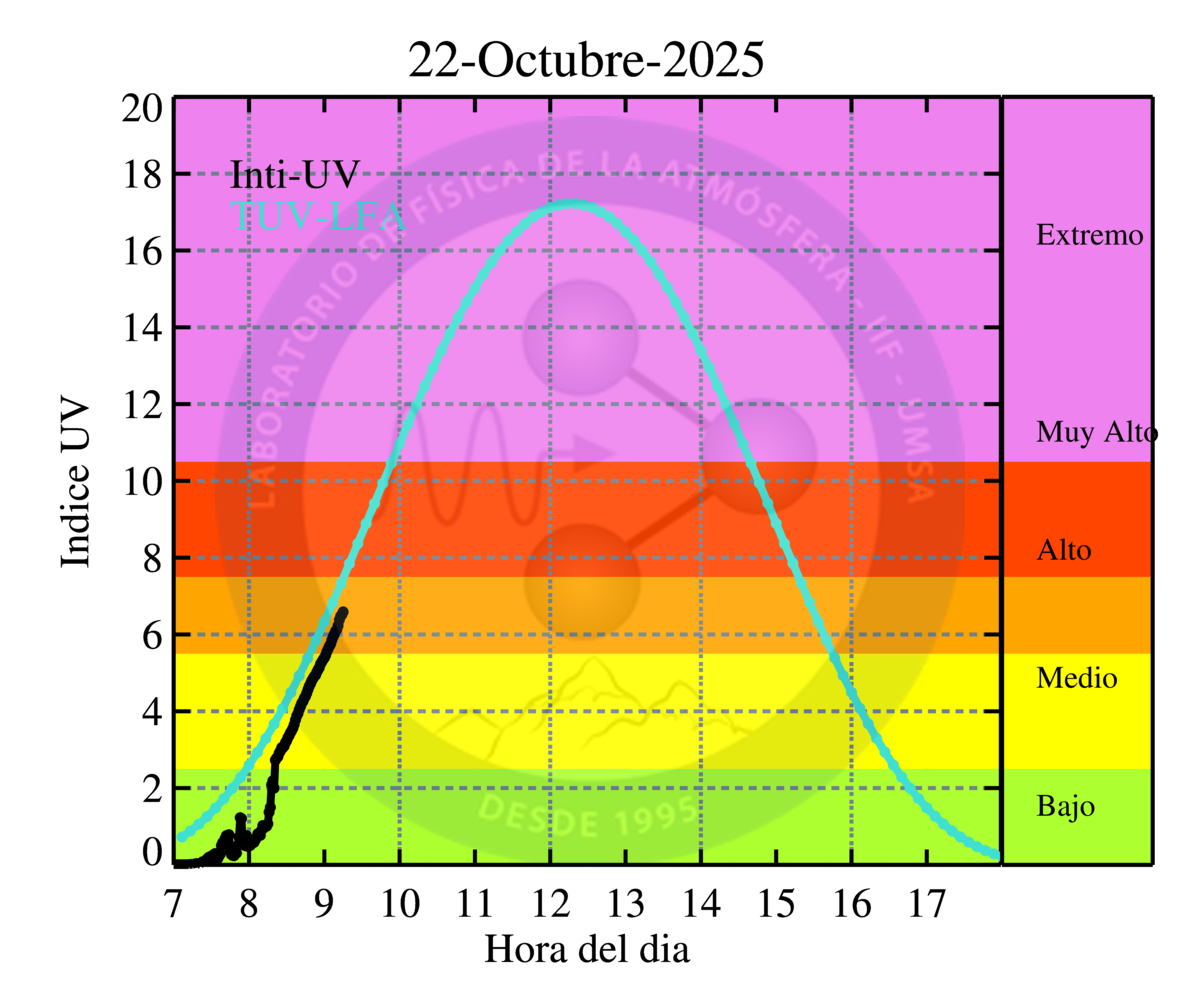 22-Octubre-2025
Inti-UV
TUV-LFA
LABORATORIO DE FÍSICA DE LA ATMÓSFERA - IIF - UMSA
DESDE 1995
Indice UV
20
18
16
14
12
10
8
6
4
2
0
Extremo
Muy Alto
Alto
Medio
Bajo
7 8 9 10 11 12 13 14 15 16 17
Hora del dia